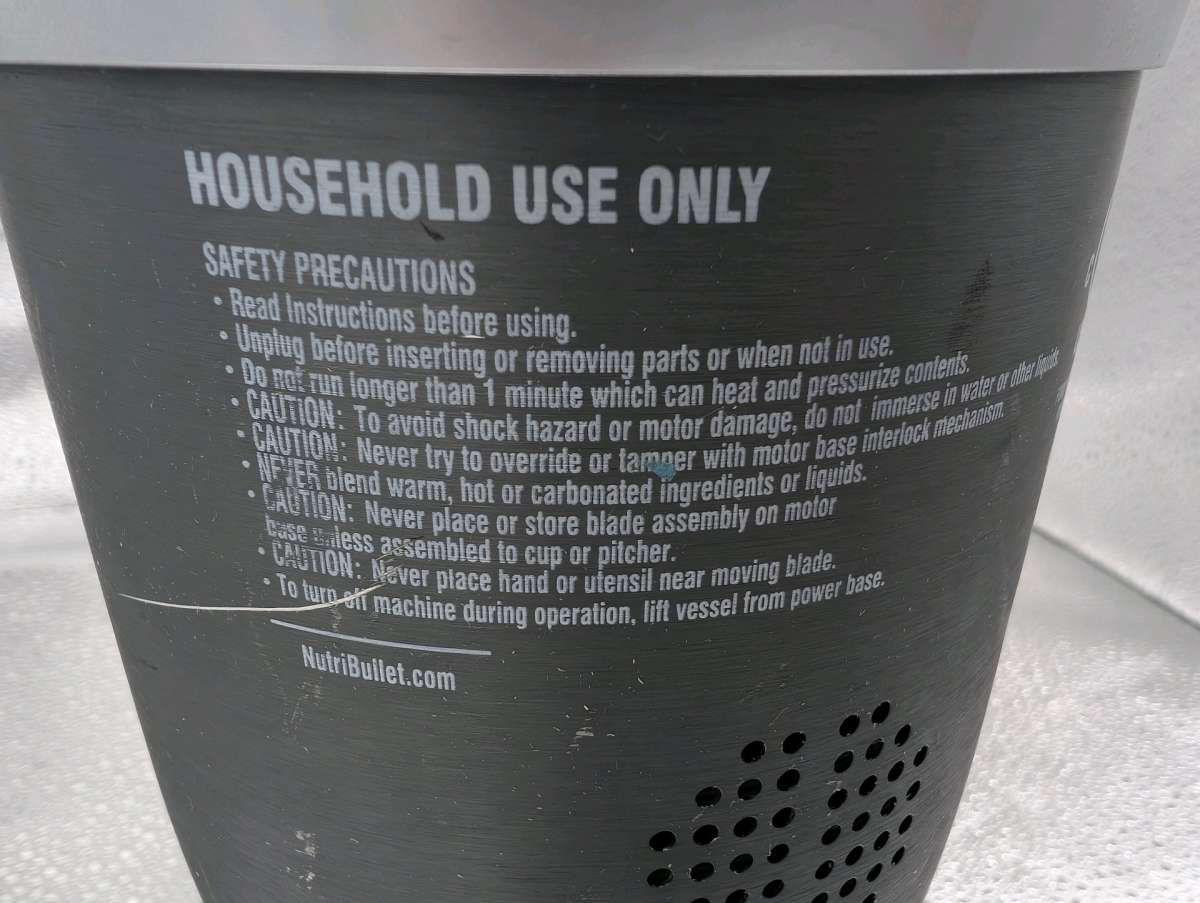 HOUSEHOLD USE ONLY
SAFETY PRECAUTIONS
• Read Instructions before using.
• Unplug before inserting or removing parts or when not in use.
• Do not run longer than 1 minute which can heat and pressurize contents.
• CAUTION: To avoid shock hazard or motor damage, do not immerse in water or other liquids
• CAUTION: Never try to override or tamper with motor base interlock mechanism.
• NEVER blend warm, hot or carbonated ingredients or liquids.
• CAUTION: Never place or store blade assembly on motor
base unless assembled to cup or pitcher.
• CAUTION: Never place hand or utensil near moving blade.
• To turn off machine during operation, lift vessel from power base.
NutriBullet.com